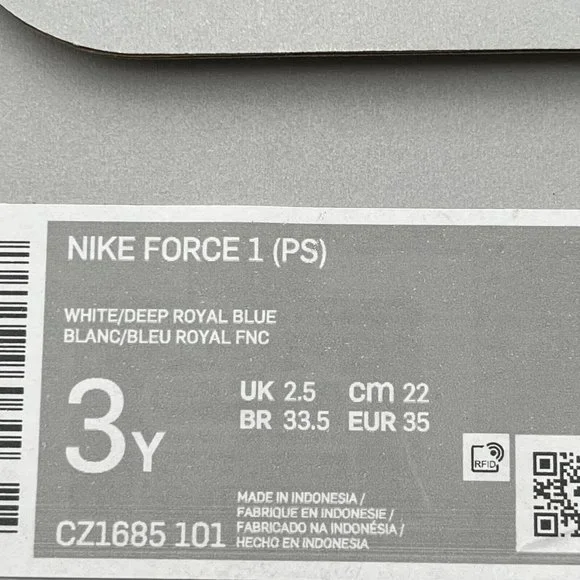 NIKE FORCE 1 (PS)
WHITE/DEEP ROYAL BLUE
BLANC/BLEU ROYAL FNC
3Y
UK 2.5 cm 22
BR 33.5 EUR 35
RFID
MADE IN INDONESIA /
FABRIQUE EN INDONESIE /
FABRICADO NA INDONÉSIA /
HECHO EN INDONESIA
CZ1685 101